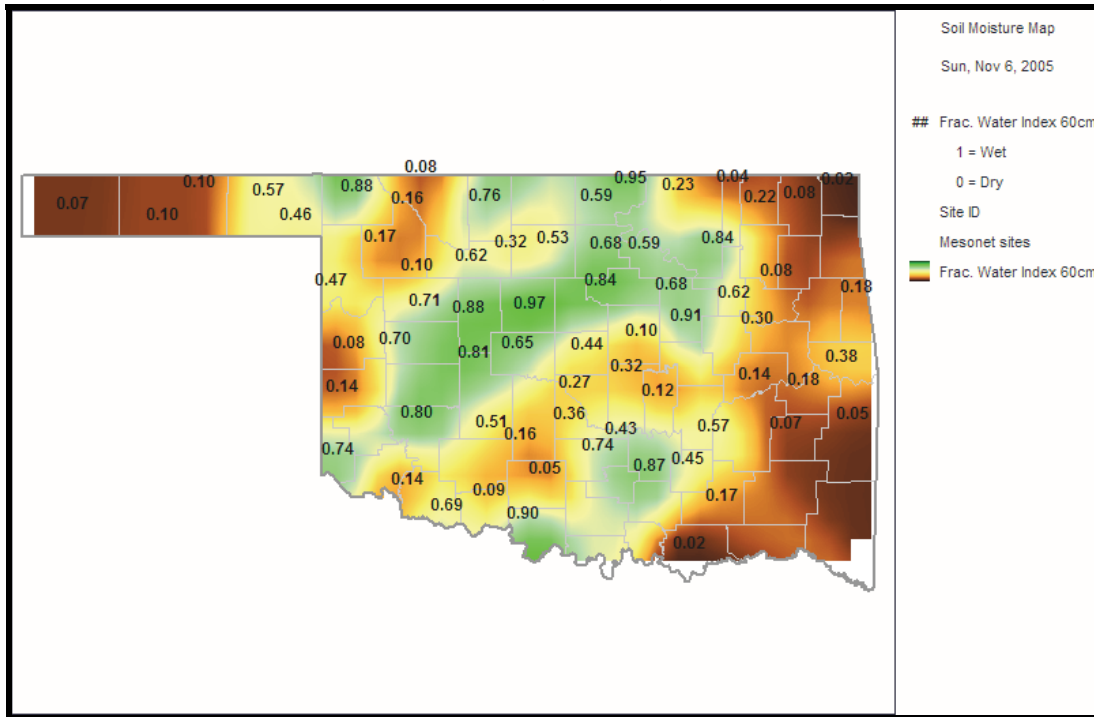 Soil Moisture Map
Sun, Nov 6, 2005
## Frac. Water Index 60cm
1 = Wet
0 = Dry
Site ID
Mesonet sites
Frac. Water Index 60cm
0.08
0.10 0.57 0.88 0.16 0.76 0.59 0.95 0.23 0.04 0.22 0.08 0.02
0.07 0.10 0.46
0.17 0.10 0.62 0.32 0.53 0.68 0.59 0.84
0.47 0.71 0.88 0.97 0.84 0.68 0.62 0.08 0.18
0.08 0.70 0.81 0.65 0.44 0.10 0.91 0.30
0.14 0.27 0.32 0.12 0.14 0.18 0.38
0.80 0.51 0.16 0.36 0.43 0.57 0.07 0.05
0.74 0.05 0.74 0.87 0.45
0.14 0.69 0.09 0.90 0.17
0.02